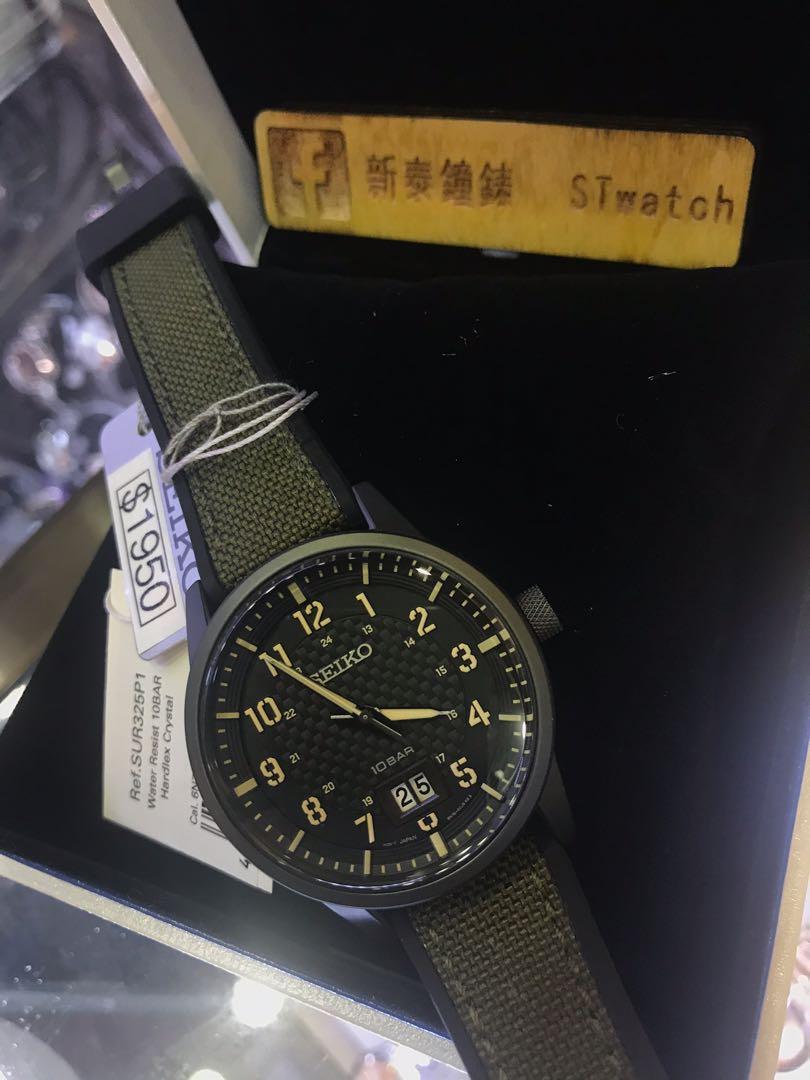 新泰鐘錶 STwatch
$1950
SEIKO
Ref.SUR325P1
Water Resist 10BAR
Hardlex Crystal
12 1 2 3 4 5 7 8 9 10 11
24 13 14 15 16 17 19 20 21 22
SEIKO
10BAR
25
JAPAN